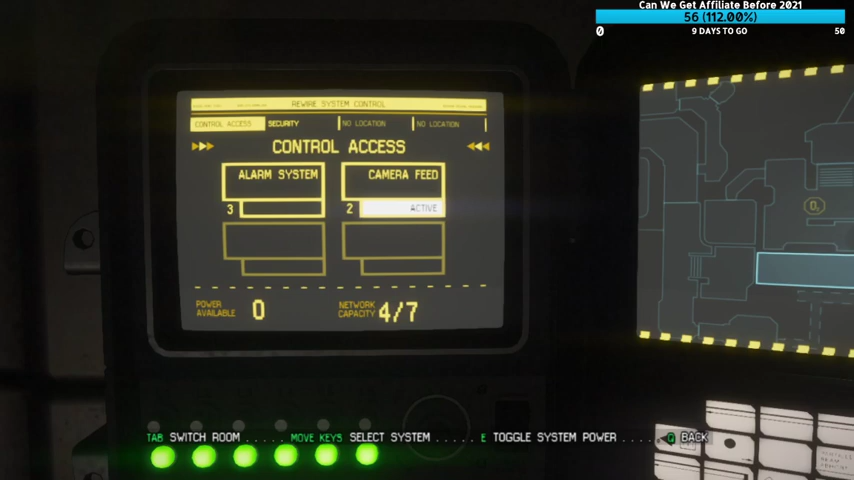 Can We Get Affiliate Before 2021
56 (112.00%)
0 9 DAYS TO GO 50
REWIRE SYSTEM CONTROL
CONTROL ACCESS SECURITY NO LOCATION NO LOCATION
CONTROL ACCESS
ALARM SYSTEM CAMERA FEED
3 2 ACTIVE
POWER AVAILABLE 0 NETWORK CAPACITY 4/7
O₂
TAB SWITCH ROOM ..... MOVE KEYS SELECT SYSTEM ..... E TOGGLE SYSTEM POWER ..... Q BACK